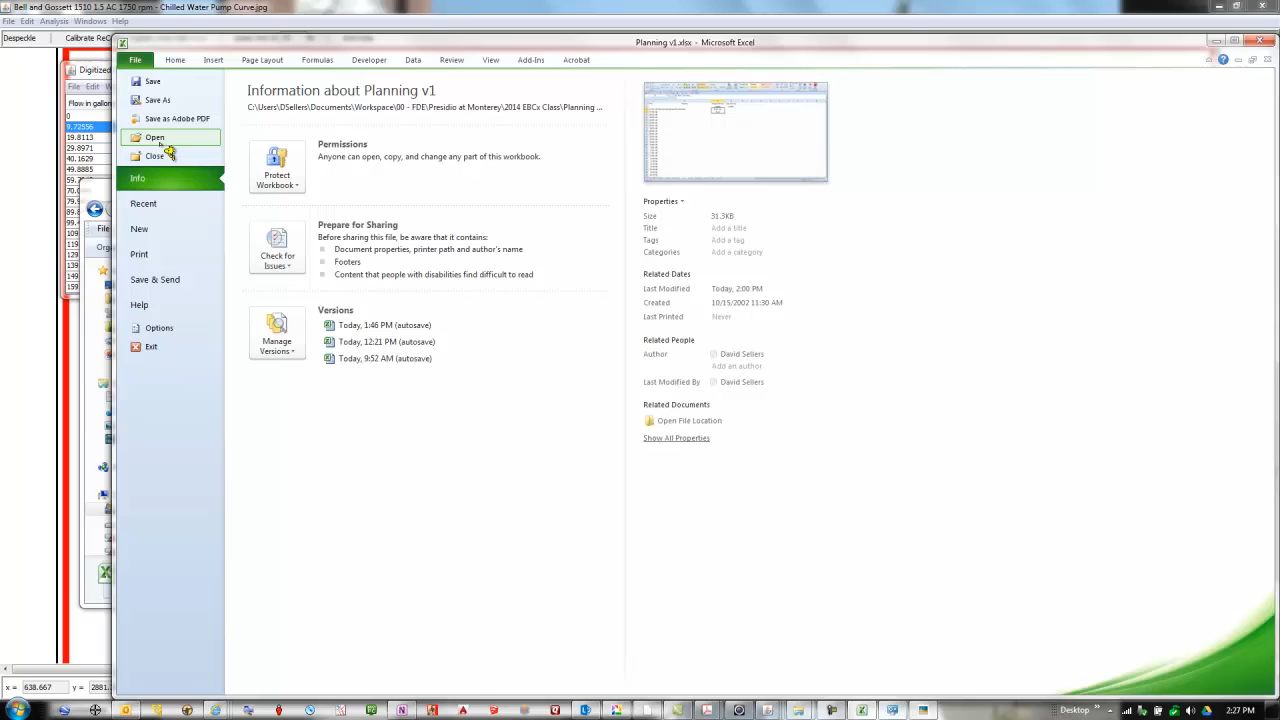 Bell and Gossett 1510 1.5 AC 1750 rpm - Chilled Water Pump Curve.jpg
File Edit Analysis Windows Help
Despeckle Calibrate
Planning v1.xlsx - Microsoft Excel
File Home Insert Page Layout Formulas Developer Data Review View Add-Ins Acrobat
Digitized
File Edit
Flow in gallon
0
9.72556
19.8113
29.8971
40.1629
49.8885
Save
Save As
Save as Adobe PDF
Open
Close
Info
Recent
New
Print
Save & Send
Help
Options
Exit
Information about Planning v1
C:\Users\DSellers\Documents\Workspace\00 - FDE\Presidio at Monterey\2014 EBCx Class\Planning ...
Protect
Workbook
Permissions
Anyone can open, copy, and change any part of this workbook.
Check for
Issues
Prepare for Sharing
Before sharing this file, be aware that it contains:
Document properties, printer path and author's name
Footers
Content that people with disabilities find difficult to read
Manage
Versions
Versions
Today, 1:46 PM (autosave)
Today, 12:21 PM (autosave)
Today, 9:52 AM (autosave)
Properties
Size 31.3KB
Title Add a title
Tags Add a tag
Categories Add a category
Related Dates
Last Modified Today, 2:00 PM
Created 10/15/2002 11:30 AM
Last Printed Never
Related People
Author David Sellers
Add an author
Last Modified By David Sellers
Related Documents
Open File Location
Show All Properties
x = 638.667 y = 2881.
Desktop
2:27 PM